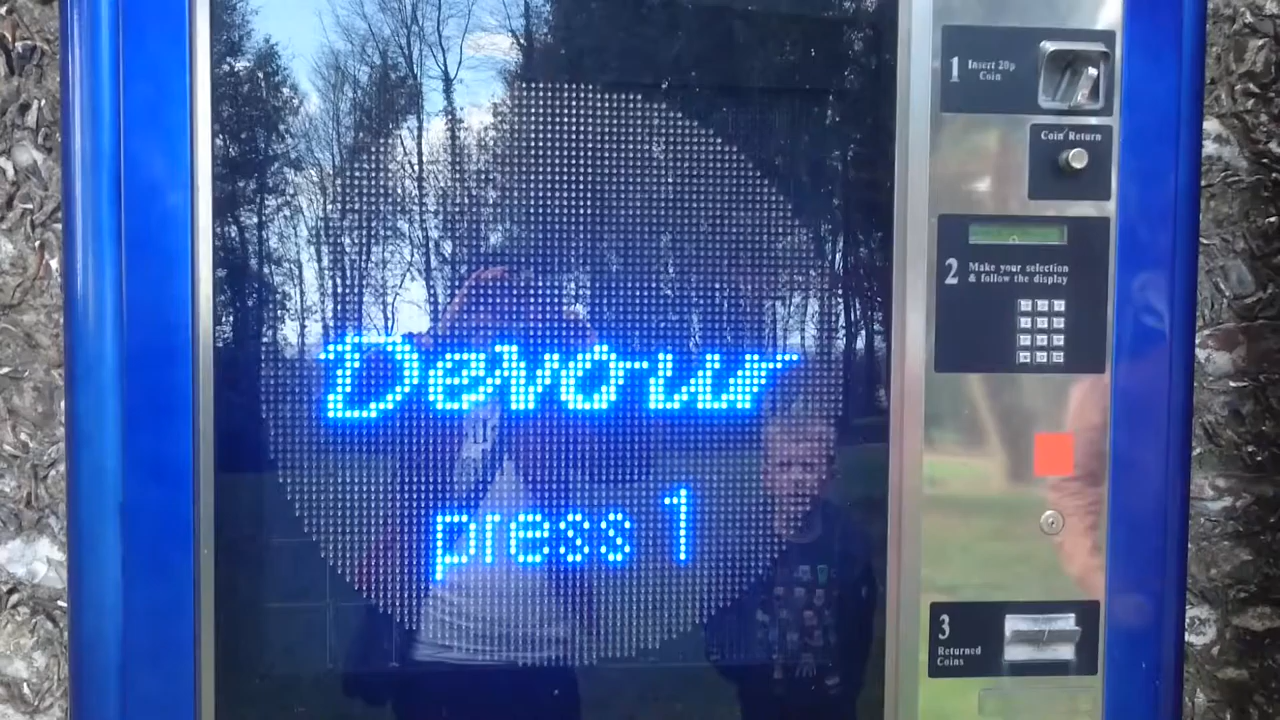 Devour
press 1
1 Insert 20p
Coin
Coin Return
2 Make your selection
& follow the display
3
Returned
Coins